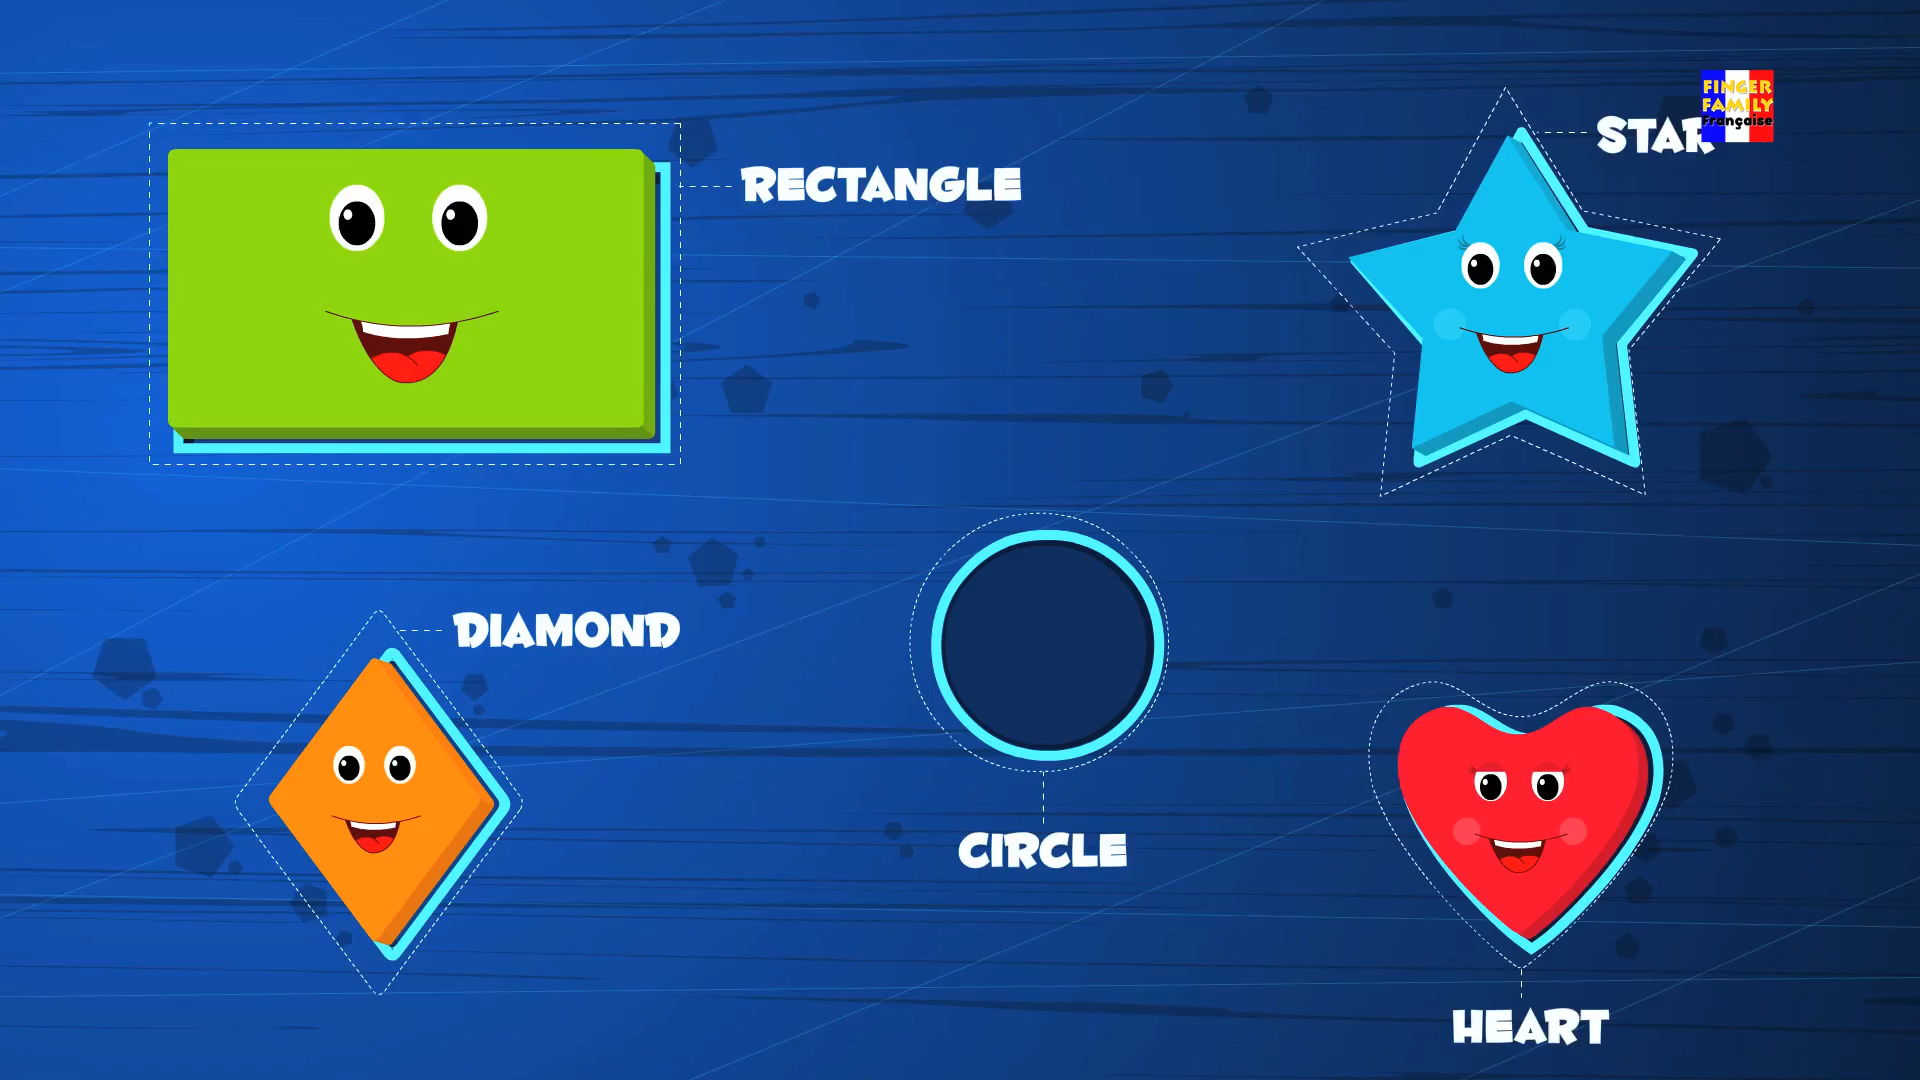 FINGER
FAMILY
Française
STAR
RECTANGLE
DIAMOND
CIRCLE
HEART